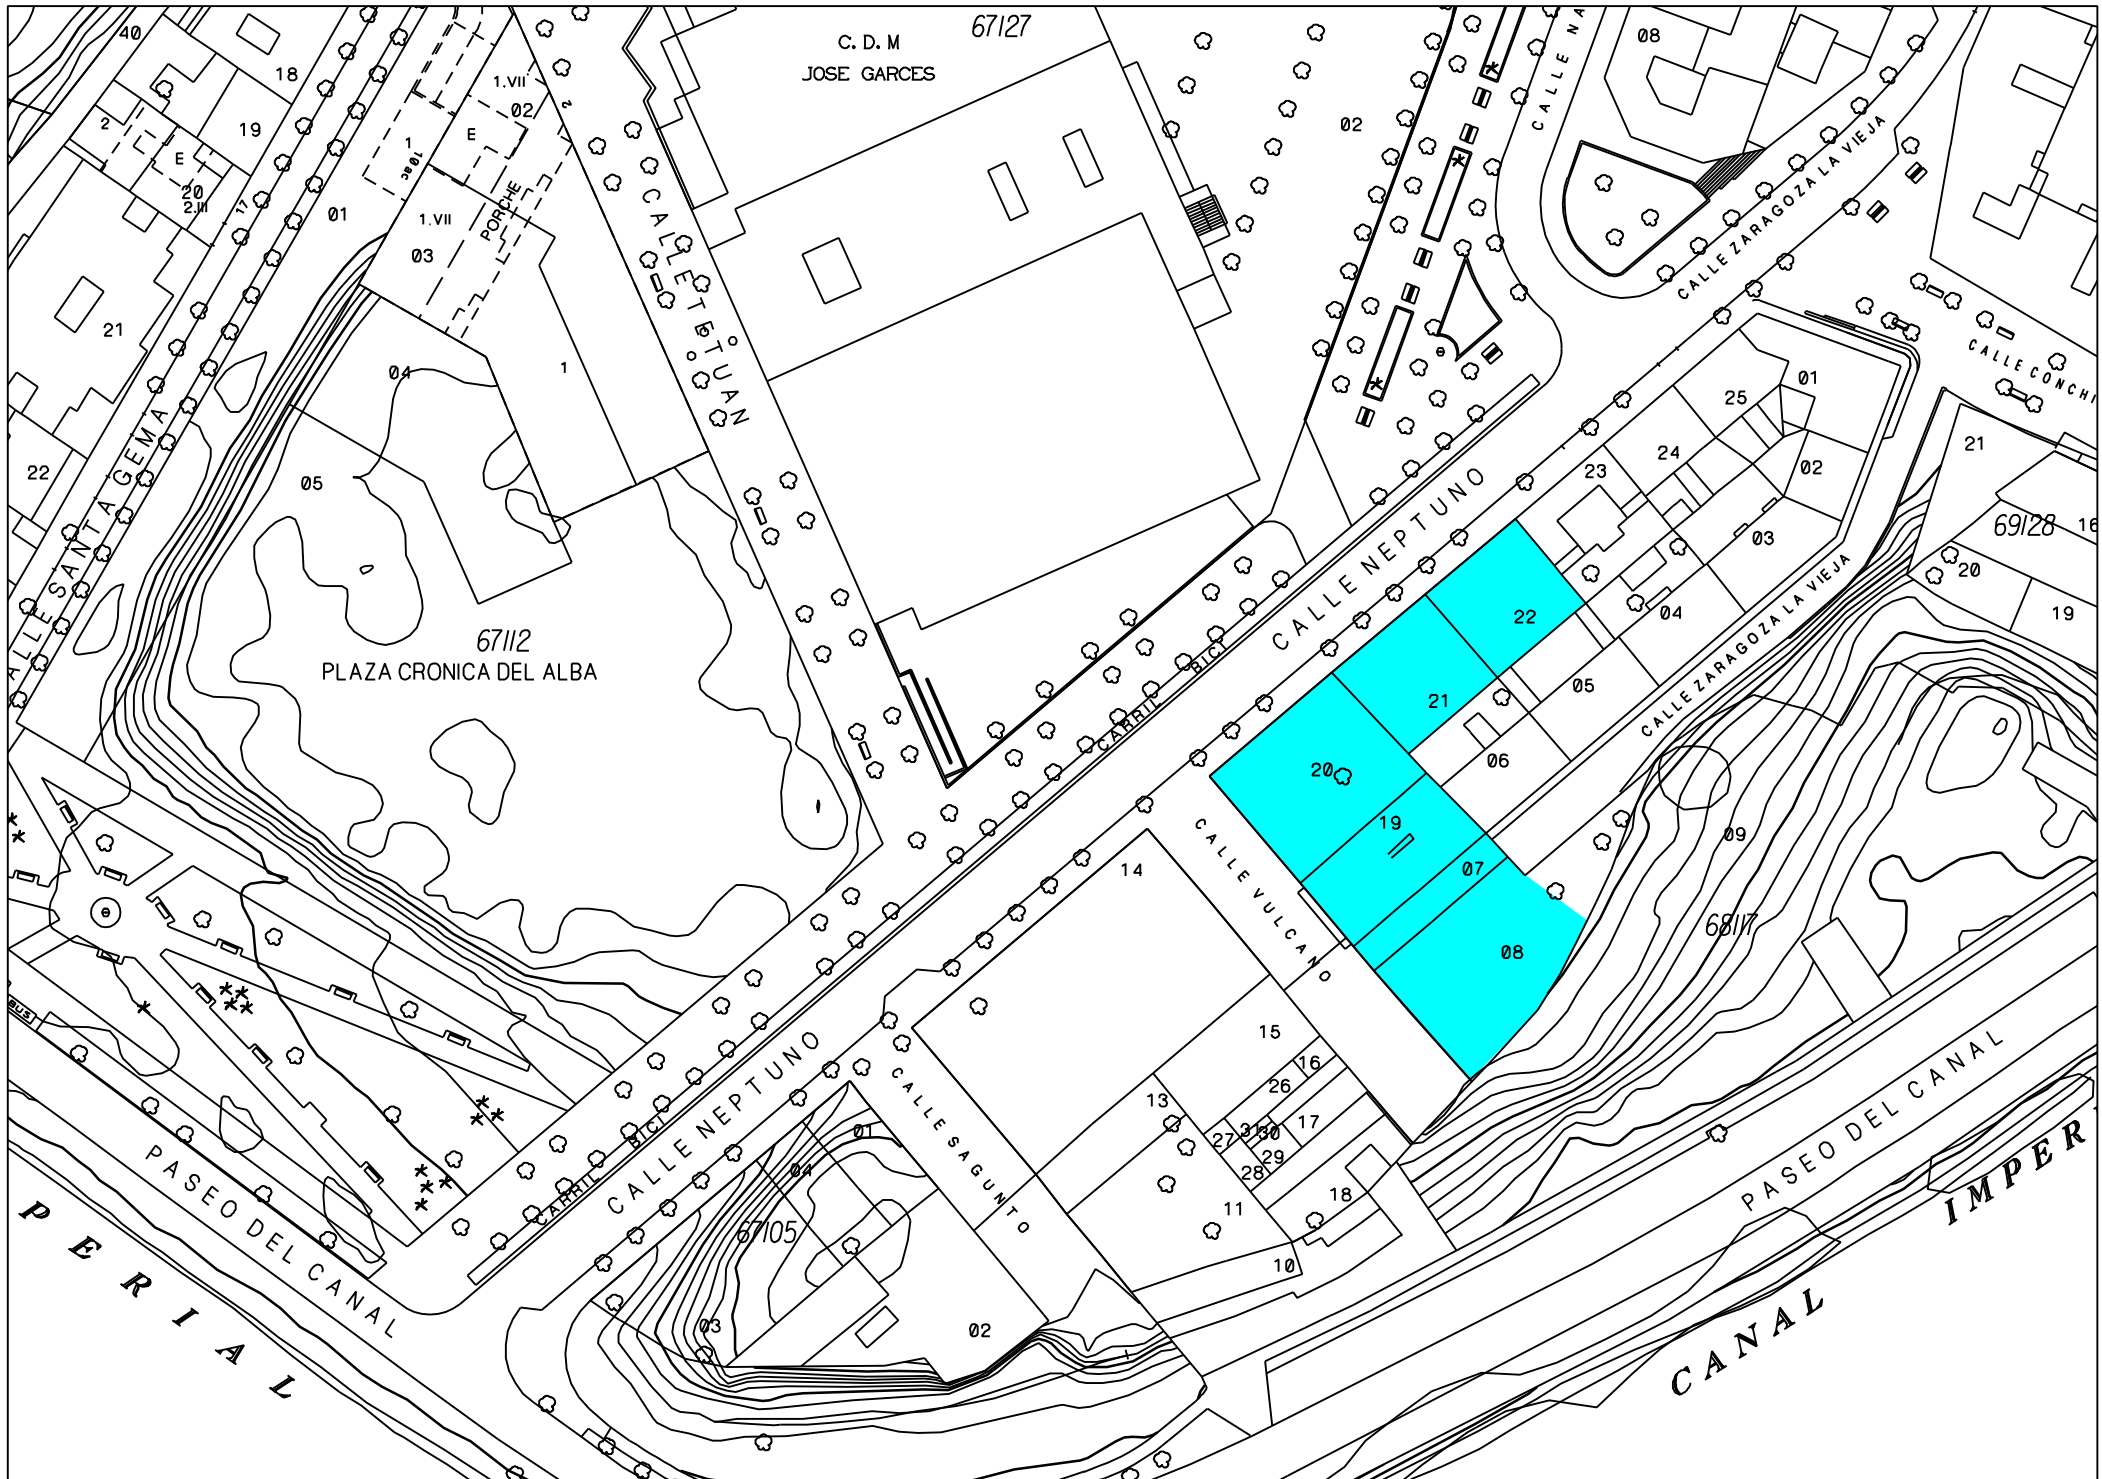 40
18
1.VII
02
67127
C. D. M
JOSE GARCES
08
CALLE NA
2
19
1
E
2
02
E
10ac
20
2.III
17
01
1.VII
PORCHE
03
CALLE TETUAN
CALLE ZARAGOZA LA VIEJA
21
04
1
CALLE CONCHI
01
25
22
05
CALLE SANTA GEMA
24
23
02
21
69128
16
03
20
19
CALLE NEPTUNO
22
04
67112
PLAZA CRONICA DEL ALBA
BICI
CARRIL
21
05
CALLE ZARAGOZA LA VIEJA
06
20
19
09
07
14
CALLE VULCANO
68117
08
BUS
15
16
26
17
13
27
31
30
29
28
18
11
10
CALLE NEPTUNO
CALLE SAGUNTO
BICI
CARRIL
01
04
67105
03
02
PASEO DEL CANAL
PASEO DEL CANAL
PERIAL
CANAL
IMPER